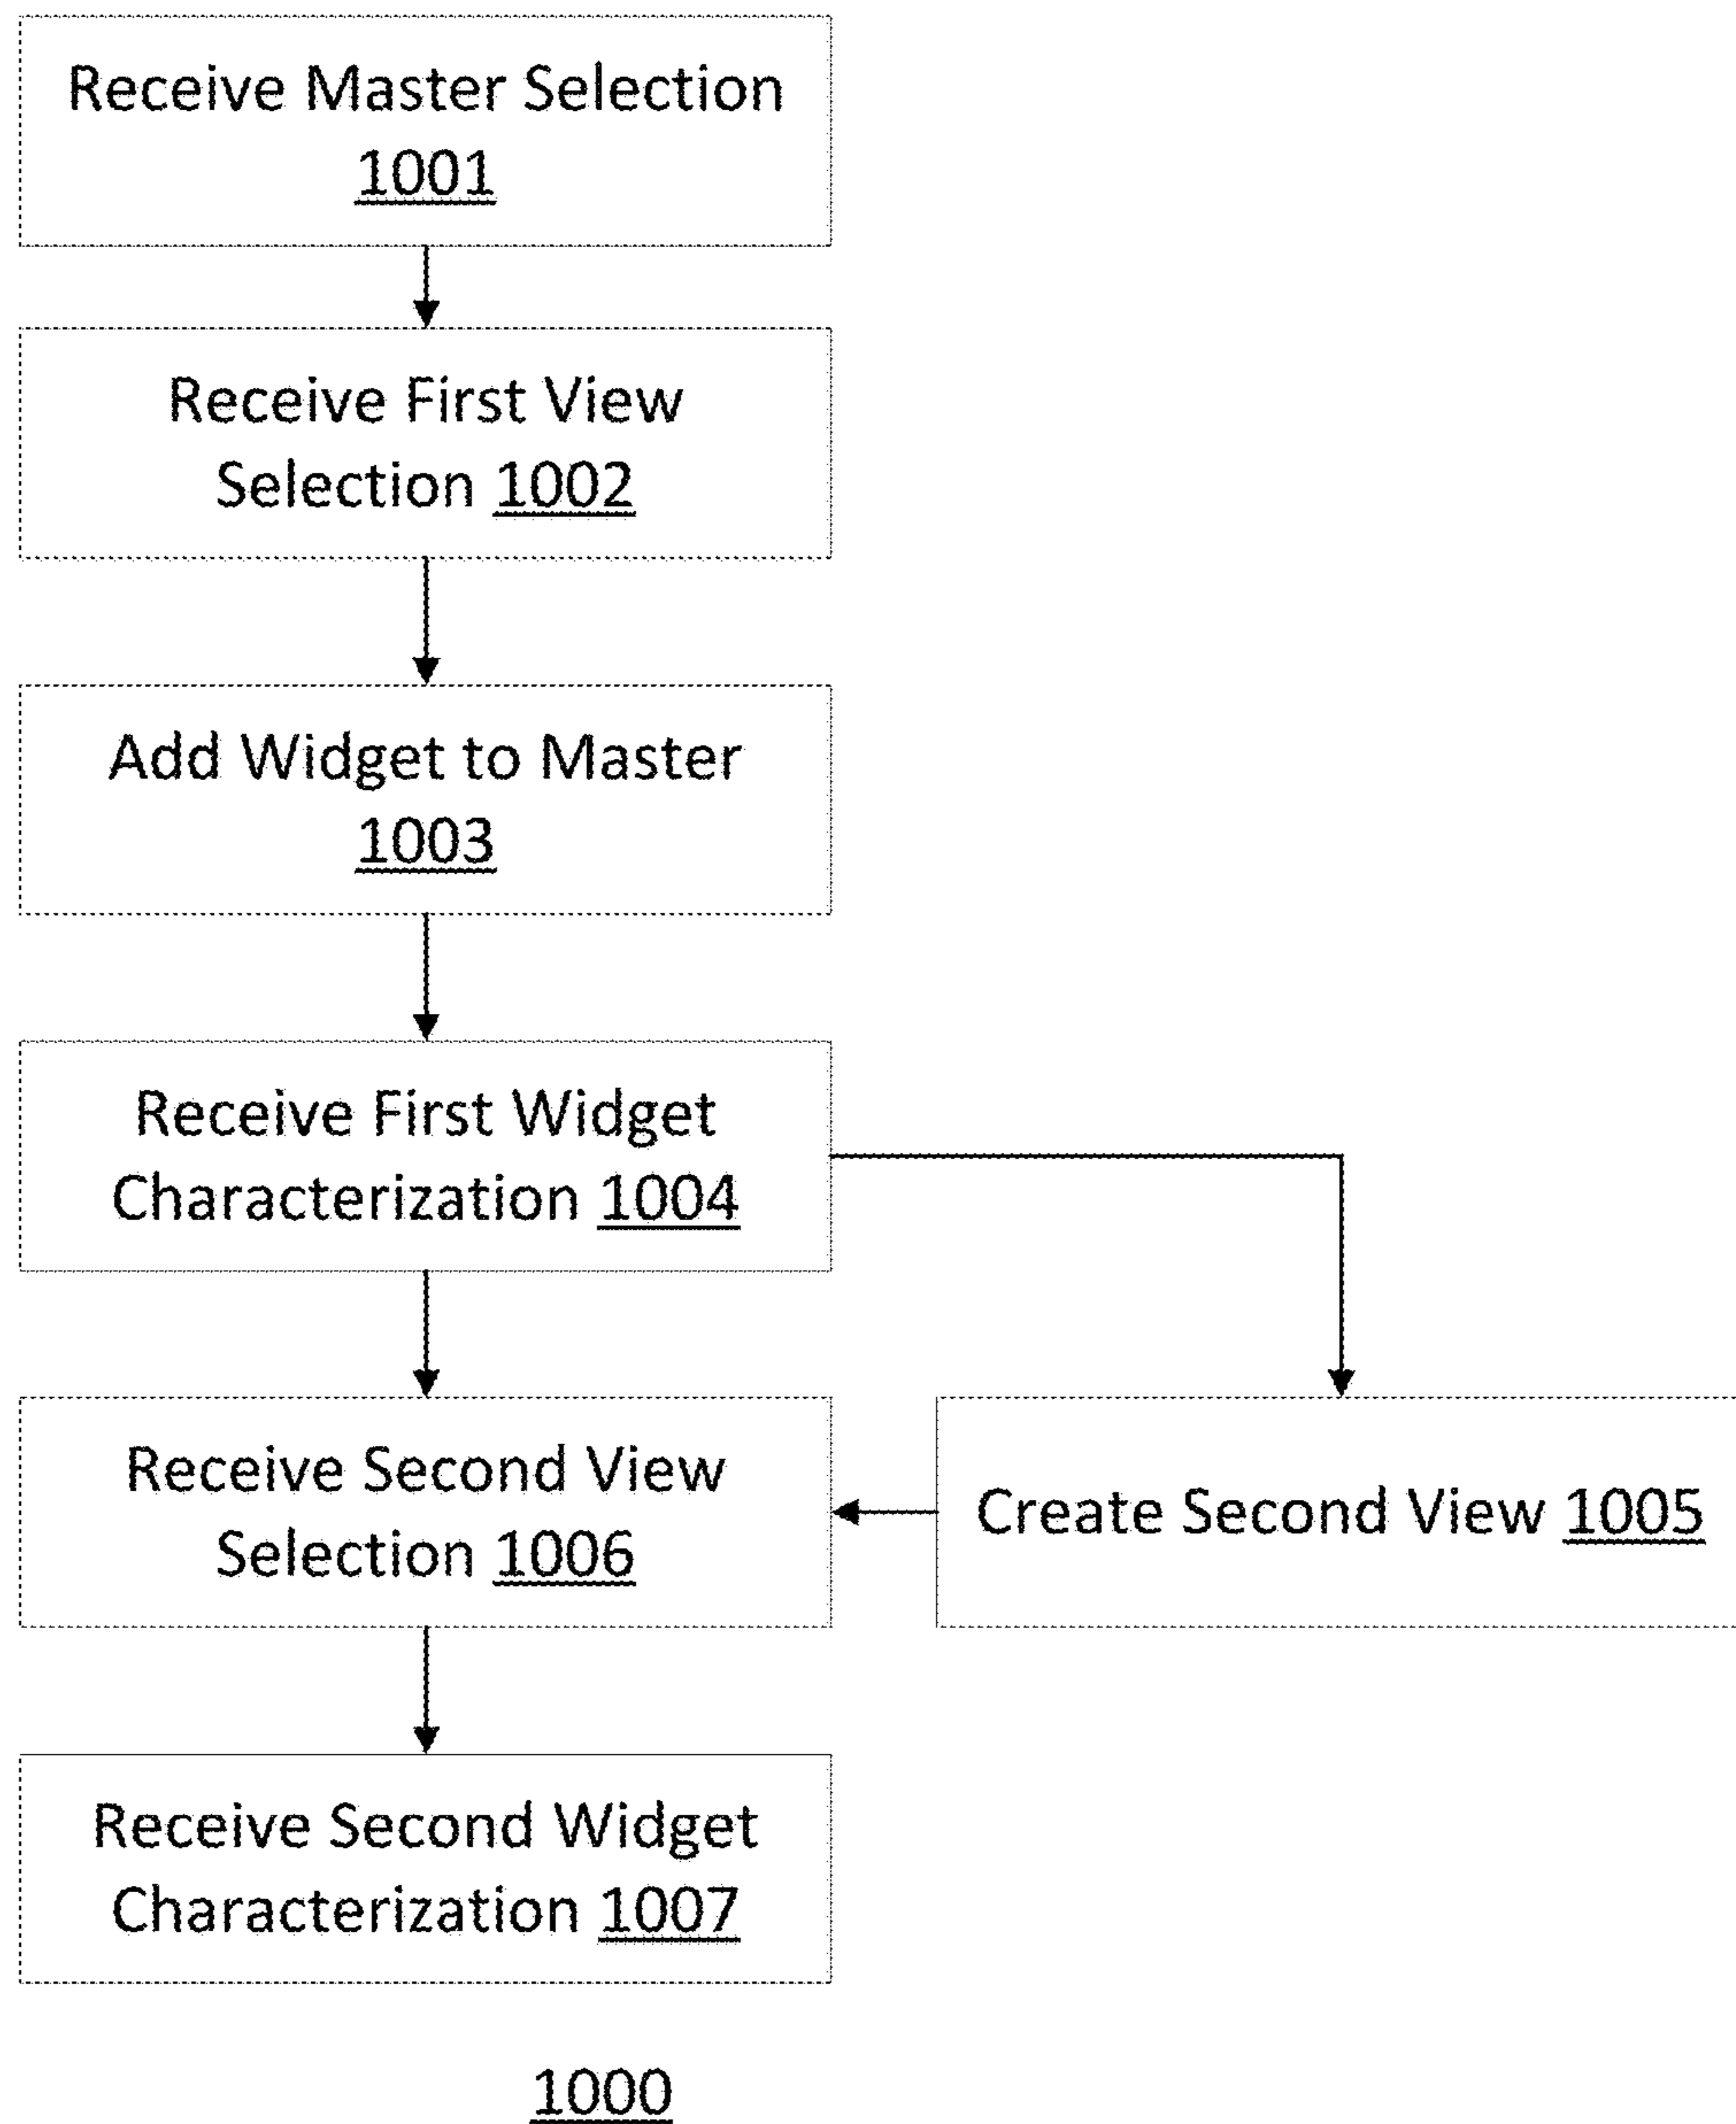 Receive Master Selection
1001
Receive First View
Selection 1002
Add Widget to Master
1003
Receive First Widget
Characterization 1004
Receive Second View
Selection 1006
Create Second View 1005
Receive Second Widget
Characterization 1007
1000